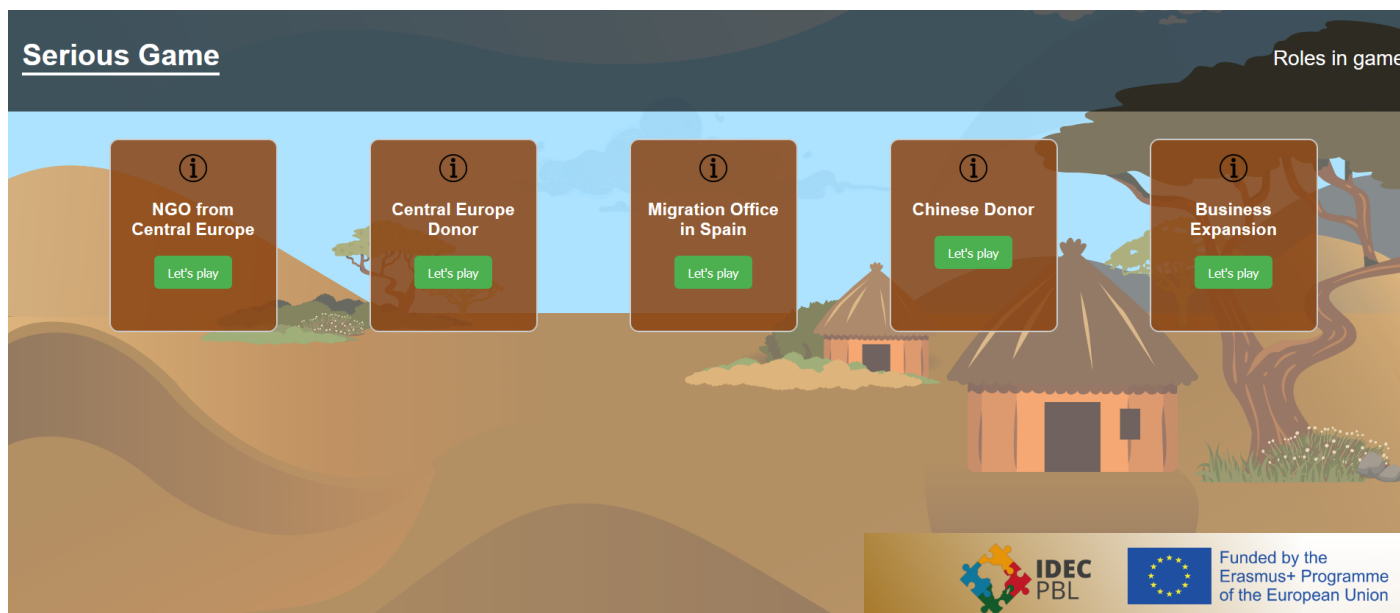 Serious Game
Roles in game
NGO from
Central Europe
Let's play
Central Europe
Donor
Let's play
Migration Office
in Spain
Let's play
Chinese Donor
Let's play
Business
Expansion
Let's play
IDEC
PBL
Funded by the
Erasmus+ Programme
of the European Union